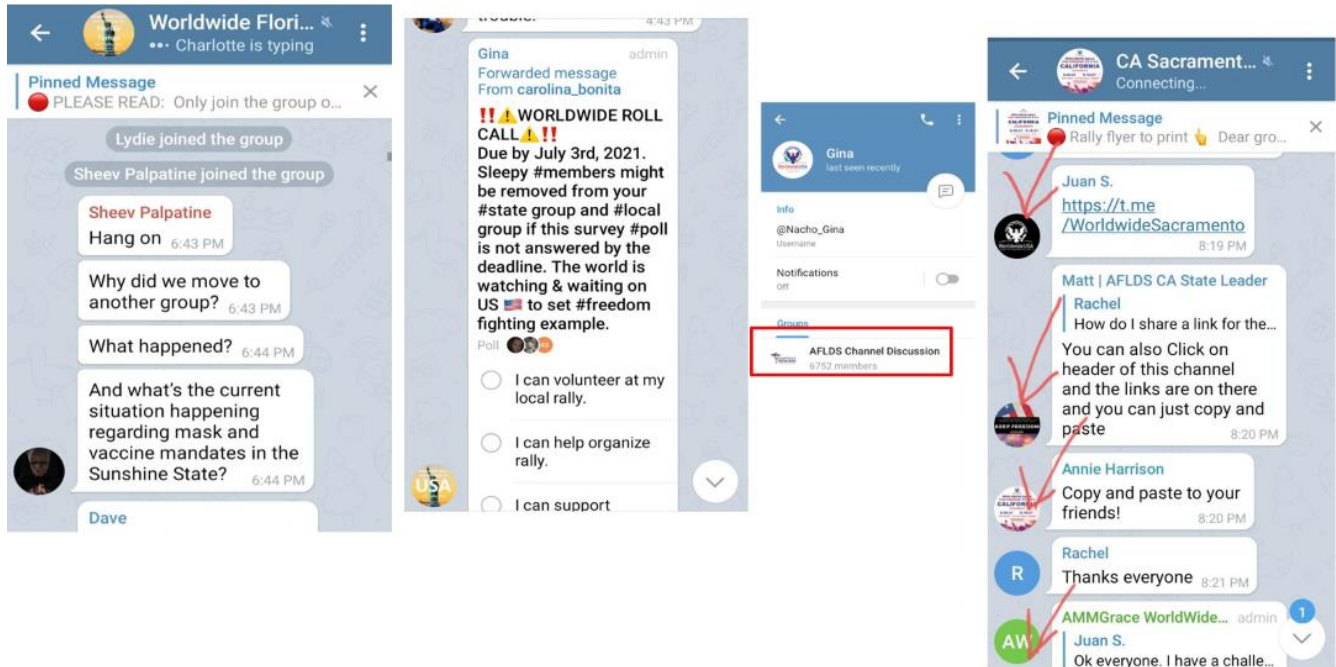 Worldwide Flori...
Charlotte is typing
Pinned Message
PLEASE READ: Only join the group o...
Lydie joined the group
Sheev Palpatine joined the group
Sheev Palpatine
Hang on 6:43 PM
Why did we move to
another group? 6:43 PM
What happened? 6:44 PM
And what's the current
situation happening
regarding mask and
vaccine mandates in the
Sunshine State? 6:44 PM
Dave
trouble. 4:43 PM
Gina admin
Forwarded message
From carolina_bonita
‼️⚠️WORLDWIDE ROLL
CALL⚠️‼️
Due by July 3rd, 2021.
Sleepy #members might
be removed from your
#state group and #local
group if this survey #poll
is not answered by the
deadline. The world is
watching & waiting on
US 🇺🇸 to set #freedom
fighting example.
Poll
I can volunteer at my
local rally.
I can help organize
rally.
I can support
USA
Gina
last seen recently
Info
@Nacho_Gina
Username
Notifications
Off
Groups
AFLDS Channel Discussion
6752 members
CA Sacrament...
Connecting...
Pinned Message
Rally flyer to print 👆 Dear gro...
Juan S.
https://t.me
/WorldwideSacramento
8:19 PM
Matt | AFLDS CA State Leader
Rachel
How do I share a link for the...
You can also Click on
header of this channel
and the links are on there
and you can just copy and
paste 8:20 PM
Annie Harrison
Copy and paste to your
friends! 8:20 PM
R
Rachel
Thanks everyone 8:21 PM
AMMGrace WorldWide... admin
1
AW
Juan S.
Ok everyone. I have a challe...
CALIFORNIA
KEEP FREEDOM